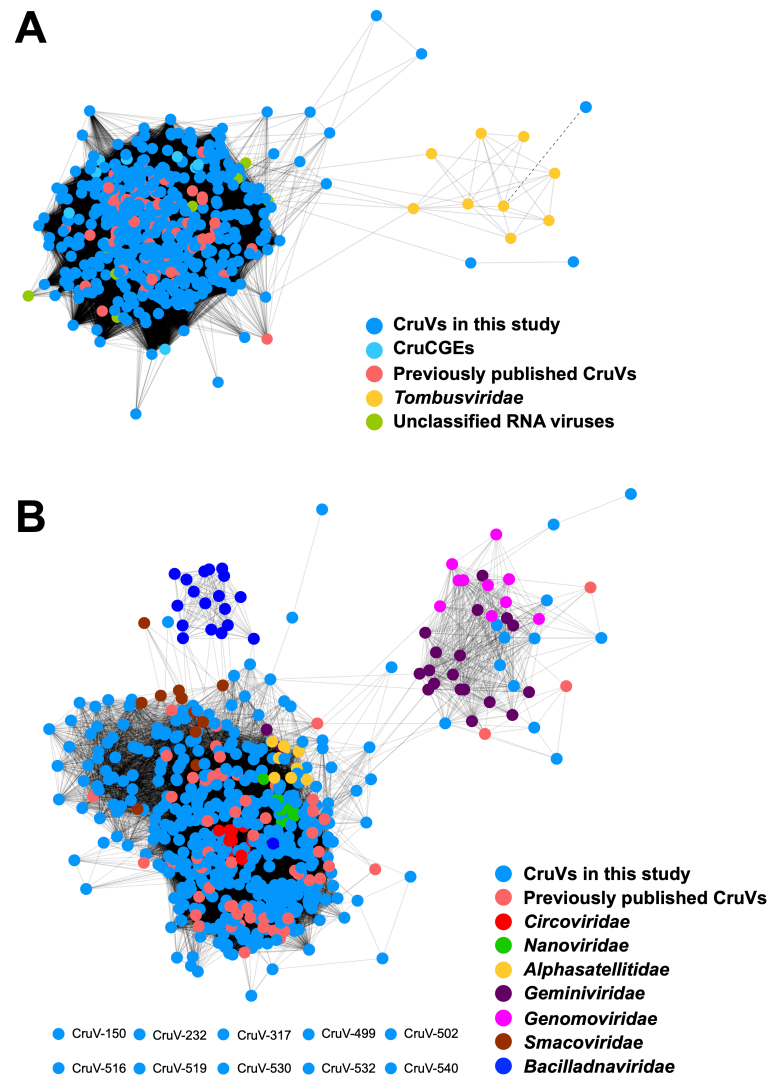 A
CruVs in this study
CruCGEs
Previously published CruVs
Tombusviridae
Unclassified RNA viruses
B
CruVs in this study
Previously published CruVs
Circoviridae
Nanoviridae
Alphasatellitidae
Geminiviridae
Genomoviridae
Smacoviridae
Bacilladnaviridae
CruV-150 CruV-232 CruV-317 CruV-499 CruV-502
CruV-516 CruV-519 CruV-530 CruV-532 CruV-540